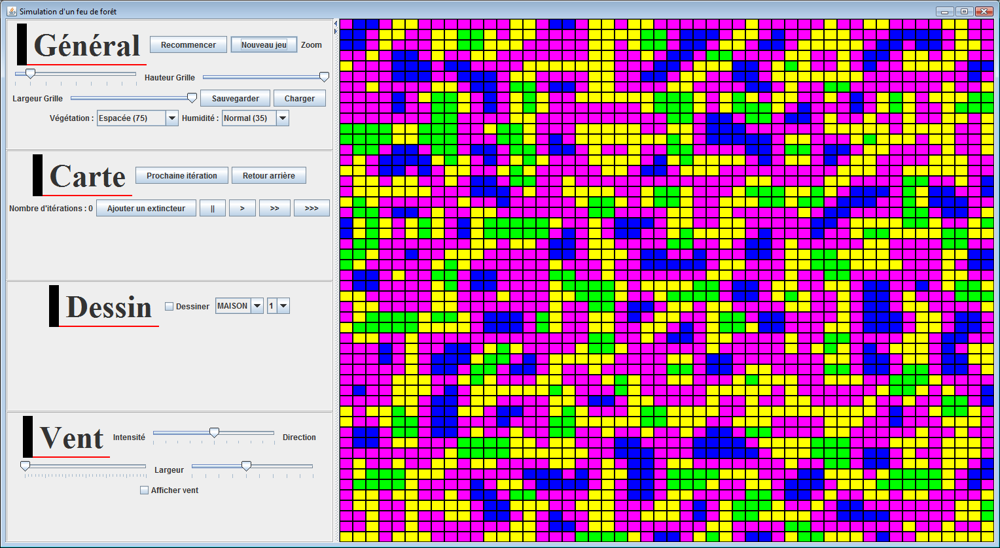 Simulation d'un feu de forêt
Général Recommencer Nouveau jeu Zoom
Hauteur Grille
Largeur Grille Sauvegarder Charger
Végétation : Espacée (75) Humidité : Normal (35)
Carte Prochaine itération Retour arrière
Nombre d'itérations : 0 Ajouter un extincteur || > >> >>>
Dessin Dessiner MAISON 1
Vent Intensité Direction
Largeur
Afficher vent